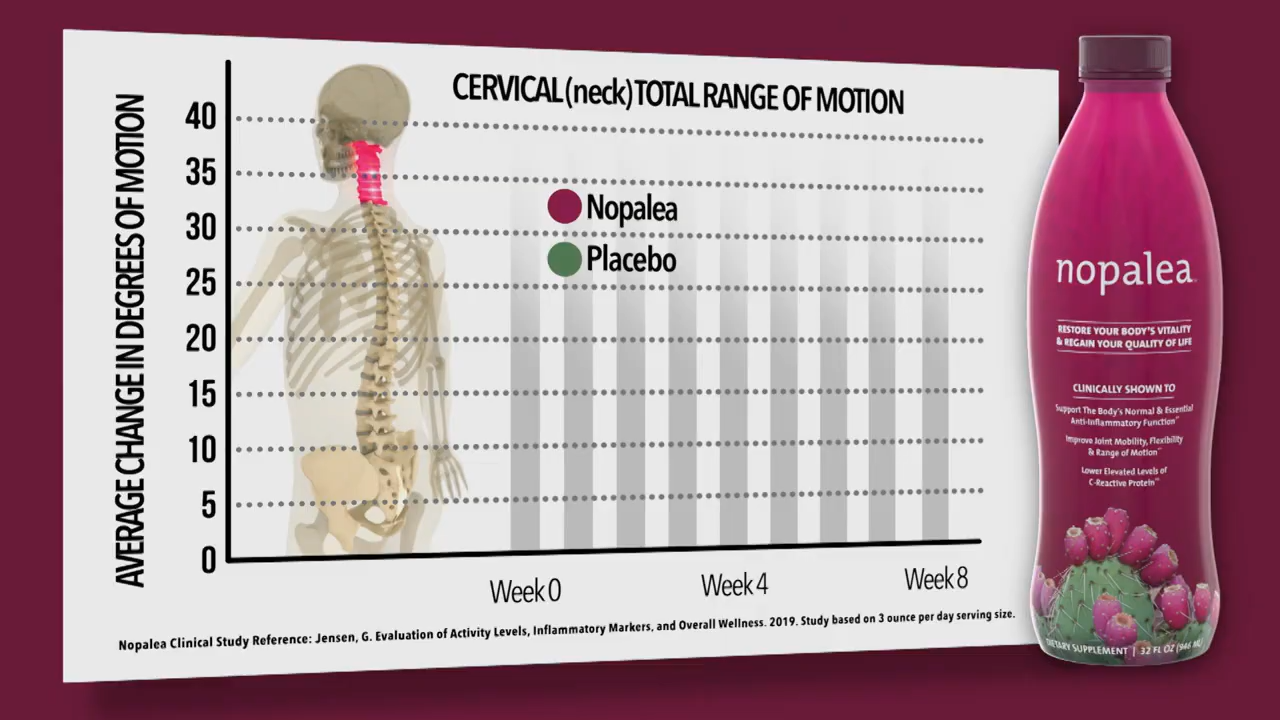 CERVICAL (neck) TOTAL RANGE OF MOTION
AVERAGE CHANGE IN DEGREES OF MOTION
40
35
30
25
20
15
10
5
0
Nopalea
Placebo
Week 0
Week 4
Week 8
Nopalea Clinical Study Reference: Jensen, G. Evaluation of Activity Levels, Inflammatory Markers, and Overall Wellness. 2019. Study based on 3 ounce per day serving size.
nopalea
RESTORE YOUR BODY'S VITALITY
& REGAIN YOUR QUALITY OF LIFE
CLINICALLY SHOWN TO
Support The Body's Normal & Essential
Anti-Inflammatory Function
Improve Joint Mobility, Flexibility
& Range of Motion
Lower Elevated Levels of
C-Reactive Protein
DIETARY SUPPLEMENT | 32 FL OZ (946 ML)